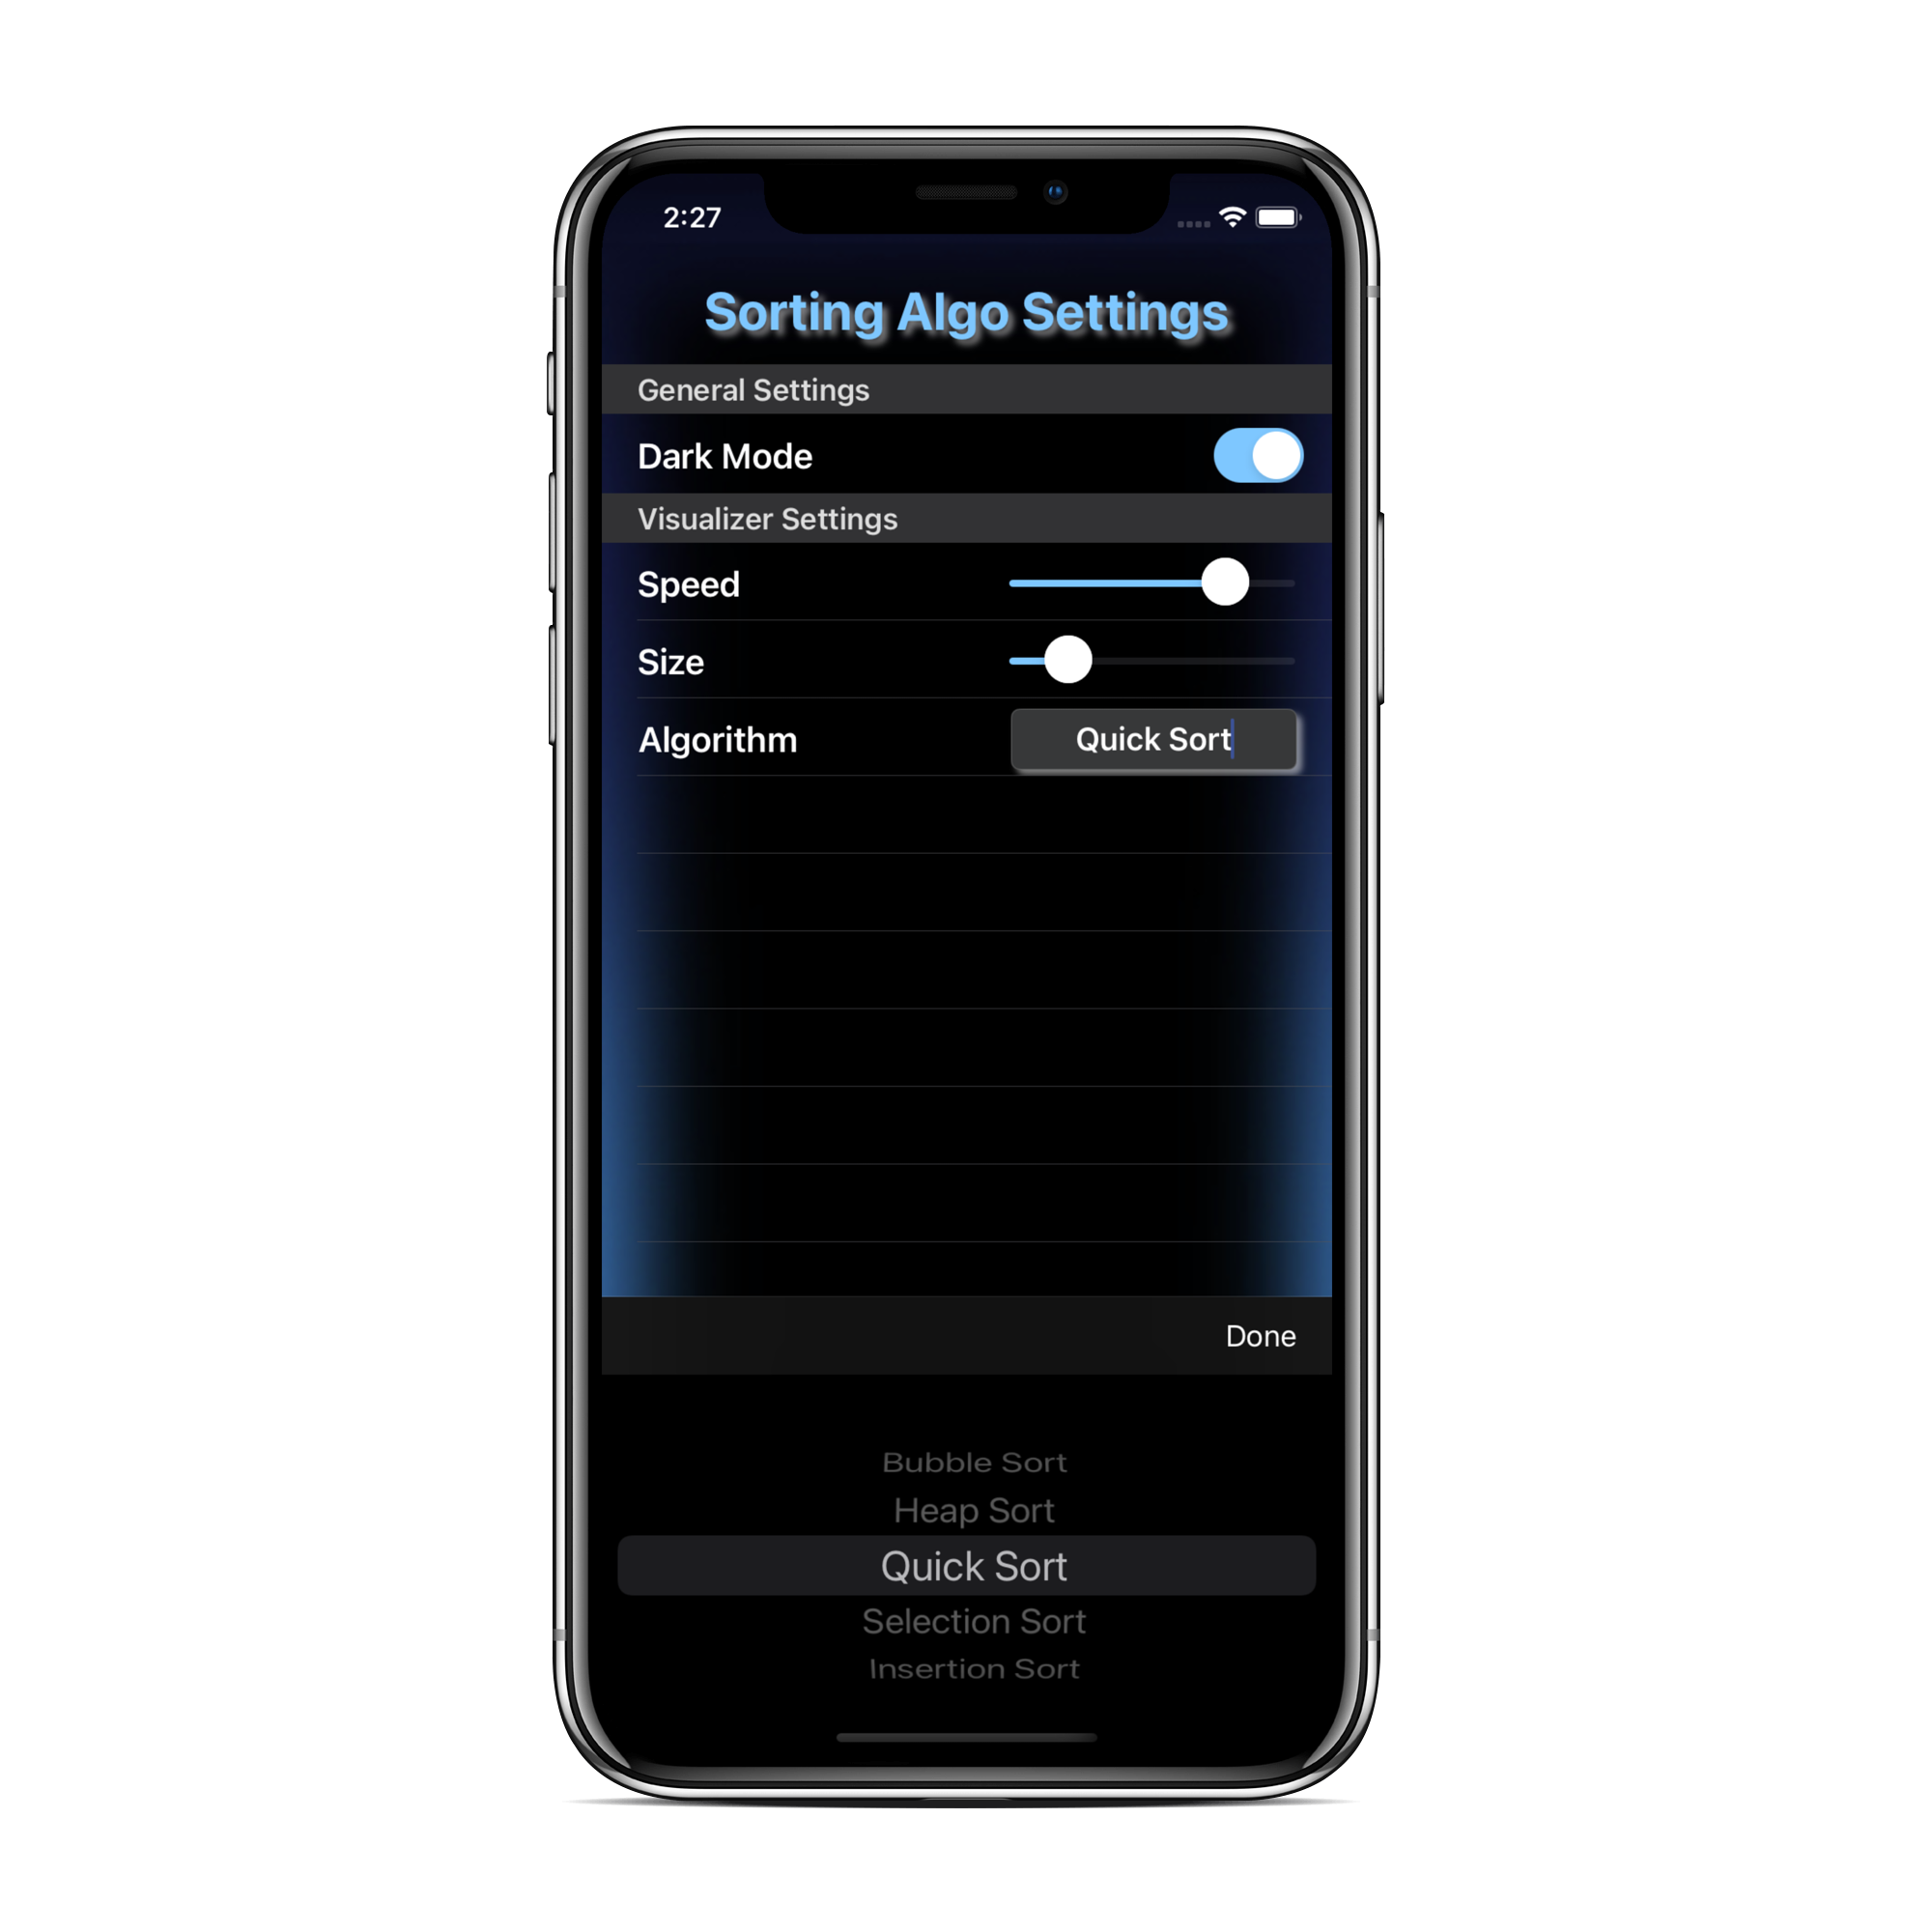 2:27
Sorting Algo Settings
General Settings
Dark Mode
Visualizer Settings
Speed
Size
Algorithm Quick Sort
Done
Bubble Sort
Heap Sort
Quick Sort
Selection Sort
Insertion Sort